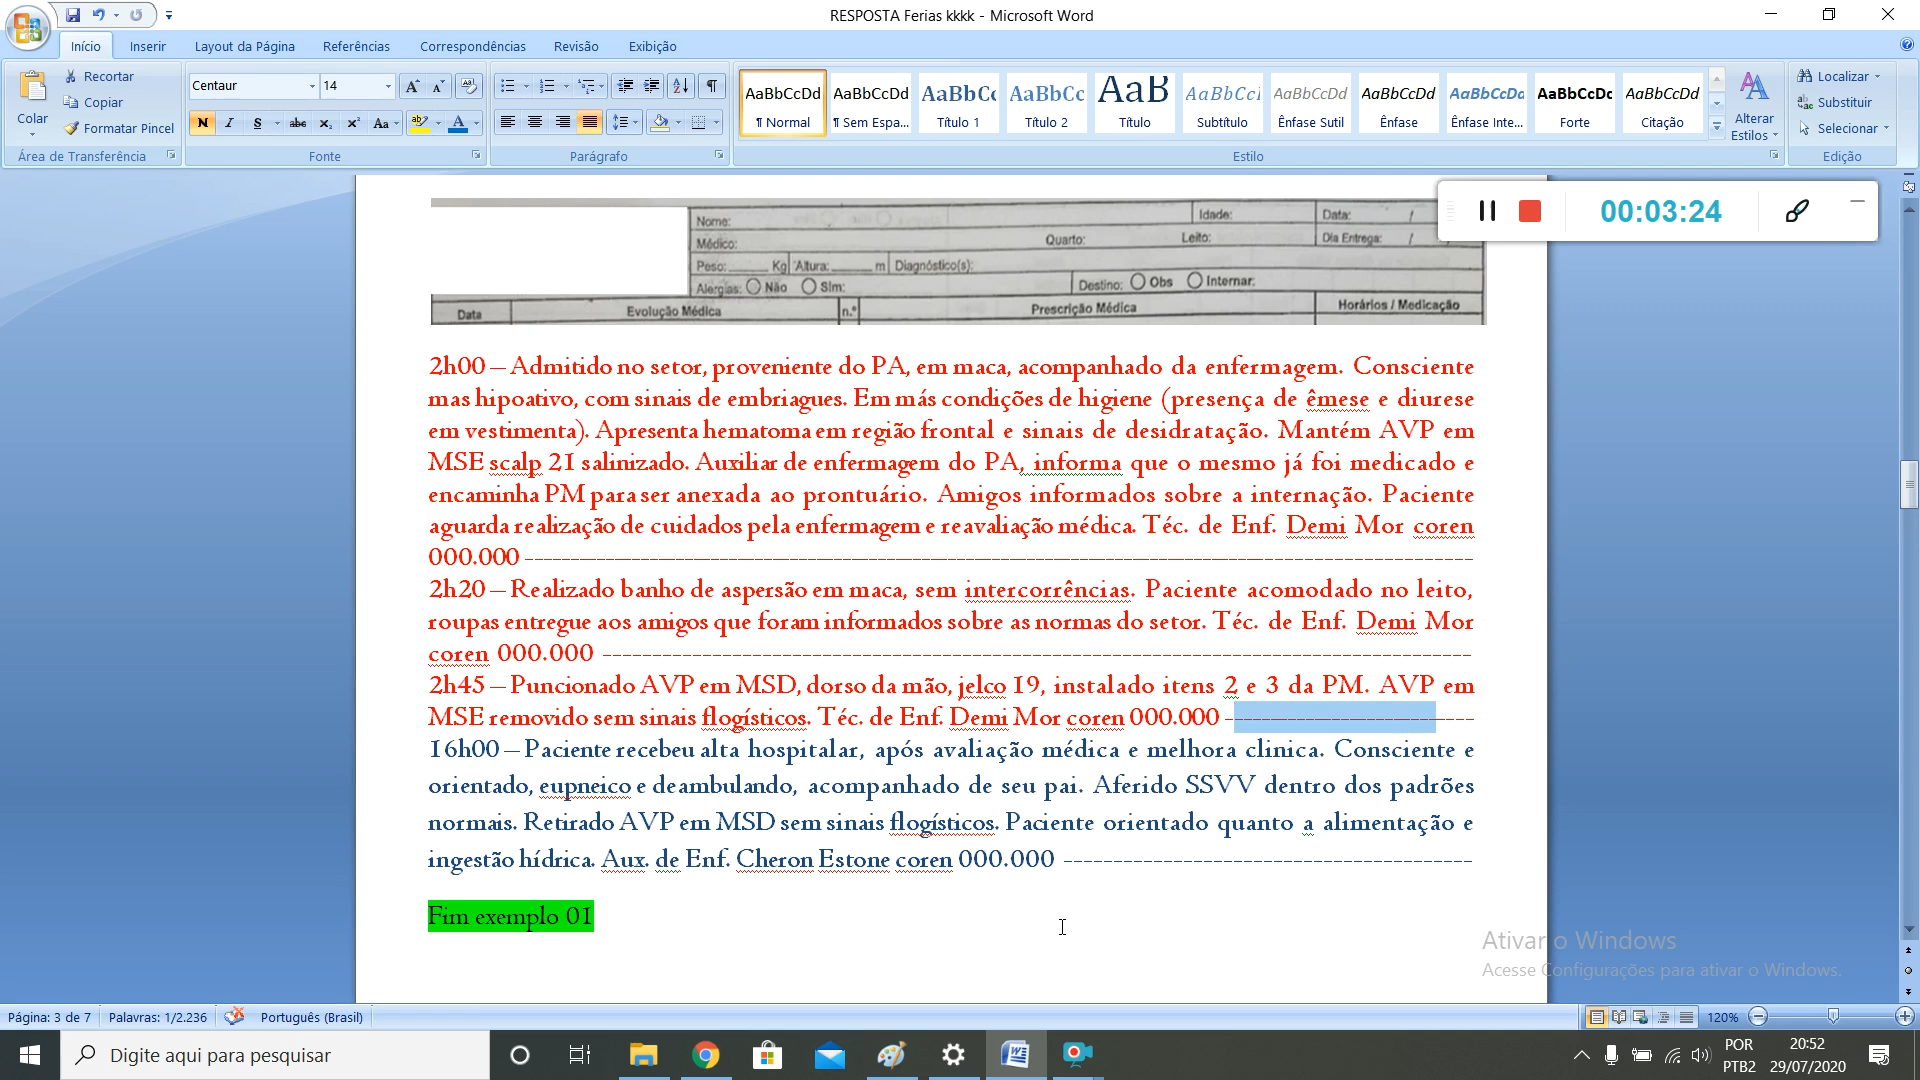 RESPOSTA Ferias kkkk - Microsoft Word
Início Inserir Layout da Página Referências Correspondências Revisão Exibição
Colar
Recortar
Copiar
Formatar Pincel
Área de Transferência
Centaur 14
N I S abe X₂ X² Aa
Fonte
Parágrafo
AaBbCcDd AaBbCcDd AaBbCc AaBbCc AaB AaBbCcI AaBbCcDd AaBbCcDd AaBbCcDd AaBbCcDc AaBbCcDd
¶ Normal ¶ Sem Espa... Título 1 Título 2 Título Subtítulo Ênfase Sutil Ênfase Ênfase Inte... Forte Citação
Alterar Estilos
Estilo
Localizar
Substituir
Selecionar
Edição
00:03:24
Nome: Idade: Data: /
Médico: Quarto: Leito: Dia Entrega: /
Peso:____ Kg Altura:____ m Diagnóstico(s):
Alergias: Não Sim: Destino: Obs Internar:
Data Evolução Médica n.º Prescrição Médica Horários / Medicação
2h00 – Admitido no setor, proveniente do PA, em maca, acompanhado da enfermagem. Consciente
mas hipoativo, com sinais de embriagues. Em más condições de higiene (presença de êmese e diurese
em vestimenta). Apresenta hematoma em região frontal e sinais de desidratação. Mantém AVP em
MSE scalp 21 salinizado. Auxiliar de enfermagem do PA, informa que o mesmo já foi medicado e
encaminha PM para ser anexada ao prontuário. Amigos informados sobre a internação. Paciente
aguarda realização de cuidados pela enfermagem e reavaliação médica. Téc. de Enf. Demi Mor coren
000.000 ------------------------------------------------------------
2h20 – Realizado banho de aspersão em maca, sem intercorrências. Paciente acomodado no leito,
roupas entregue aos amigos que foram informados sobre as normas do setor. Téc. de Enf. Demi Mor
coren 000.000 ------------------------------------------------------------
2h45 – Puncionado AVP em MSD, dorso da mão, jelco 19, instalado itens 2 e 3 da PM. AVP em
MSE removido sem sinais flogísticos. Téc. de Enf. Demi Mor coren 000.000 -------------------------
16h00 – Paciente recebeu alta hospitalar, após avaliação médica e melhora clinica. Consciente e
orientado, eupneico e deambulando, acompanhado de seu pai. Aferido SSVV dentro dos padrões
normais. Retirado AVP em MSD sem sinais flogísticos. Paciente orientado quanto a alimentação e
ingestão hídrica. Aux. de Enf. Cheron Estone coren 000.000 -----------------------------------------
Fim exemplo 01
Ativar o Windows
Acesse Configurações para ativar o Windows.
Página: 3 de 7 Palavras: 1/2.236 Português (Brasil) 120%
Digite aqui para pesquisar
POR
PTB2
20:52
29/07/2020